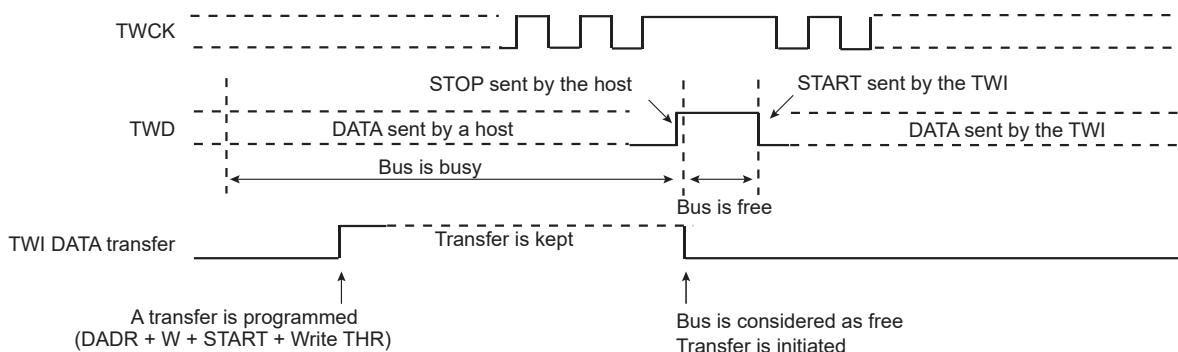 TWCK
STOP sent by the host
START sent by the TWI
TWD
DATA sent by a host
DATA sent by the TWI
Bus is busy
Bus is free
TWI DATA transfer
Transfer is kept
A transfer is programmed
(DADR + W + START + Write THR)
Bus is considered as free
Transfer is initiated